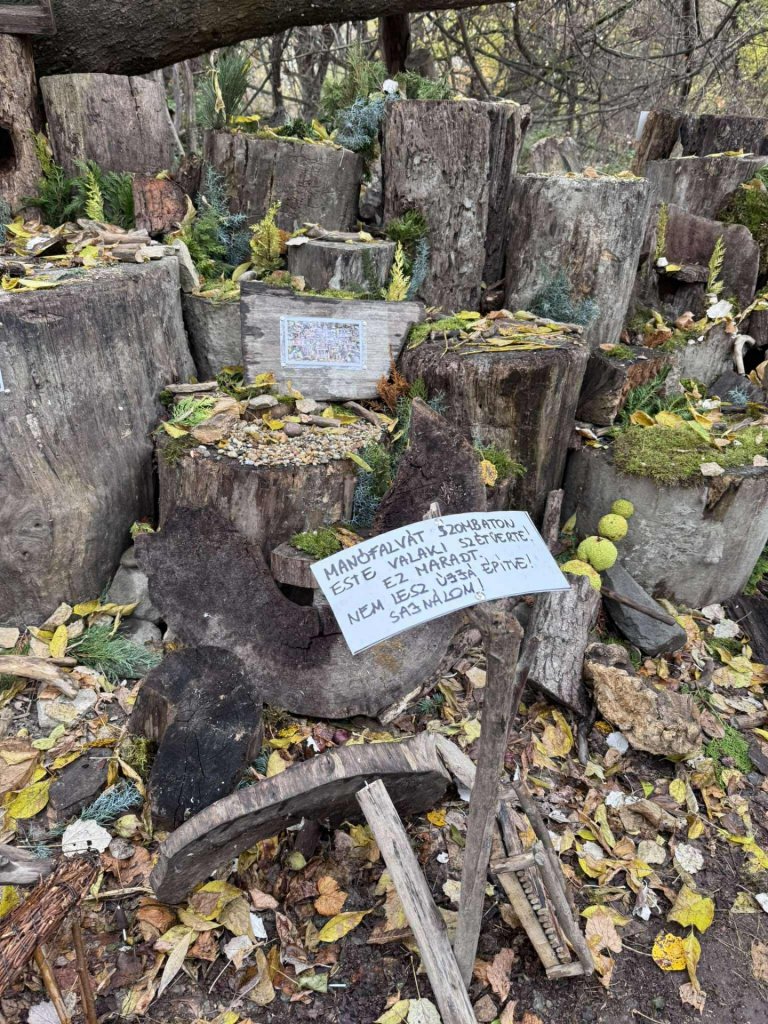 MANÓFALVÁT SZOMBATON
ESTE VALAKI SZÉTVERTE!
EZ MARADT.
NEM LESZ ÚJJÁ ÉPÍTVE!
SAJNÁLOM!